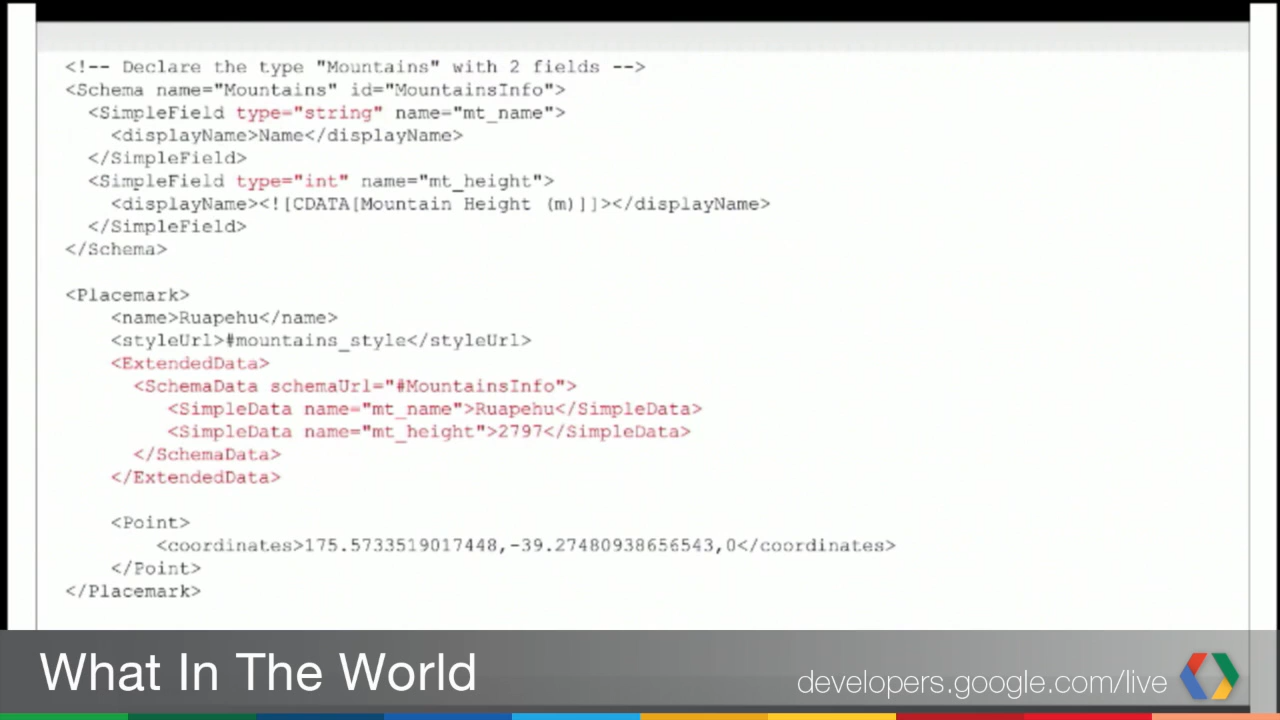 <!-- Declare the type "Mountains" with 2 fields -->
<Schema name="Mountains" id="MountainsInfo">
<SimpleField type="string" name="mt_name">
<displayName>Name</displayName>
</SimpleField>
<SimpleField type="int" name="mt_height">
<displayName><![CDATA[Mountain Height (m)]]></displayName>
</SimpleField>
</Schema>
<Placemark>
<name>Ruapehu</name>
<styleUrl>#mountains_style</styleUrl>
<ExtendedData>
<SchemaData schemaUrl="#MountainsInfo">
<SimpleData name="mt_name">Ruapehu</SimpleData>
<SimpleData name="mt_height">2797</SimpleData>
</SchemaData>
</ExtendedData>
<Point>
<coordinates>175.5733519017448,-39.27480938656543,0</coordinates>
</Point>
</Placemark>
What In The World
developers.google.com/live